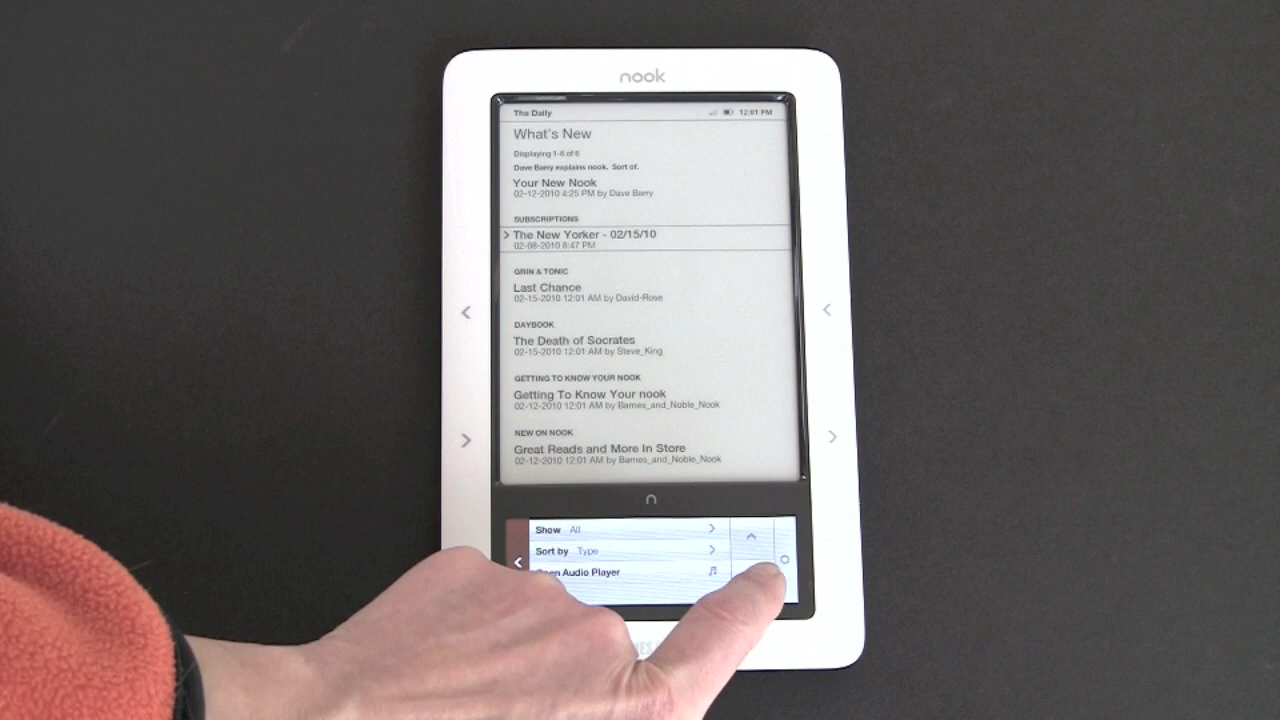 nook
The Daily 12:01 PM
What's New
Displaying 1-6 of 6
Dave Barry explains nook. Sort of.
Your New Nook
02-12-2010 4:25 PM by Dave Barry
SUBSCRIPTIONS
The New Yorker - 02/15/10
02-08-2010 8:47 PM
GRIN & TONIC
Last Chance
02-15-2010 12:01 AM by David-Rose
DAYBOOK
The Death of Socrates
02-15-2010 12:01 AM by Steve_King
GETTING TO KNOW YOUR NOOK
Getting To Know Your nook
02-12-2010 12:01 AM by Barnes_and_Noble_Nook
NEW ON NOOK
Great Reads and More In Store
02-12-2010 12:01 AM by Barnes_and_Noble_Nook
Show All
Sort by Type
Audio Player